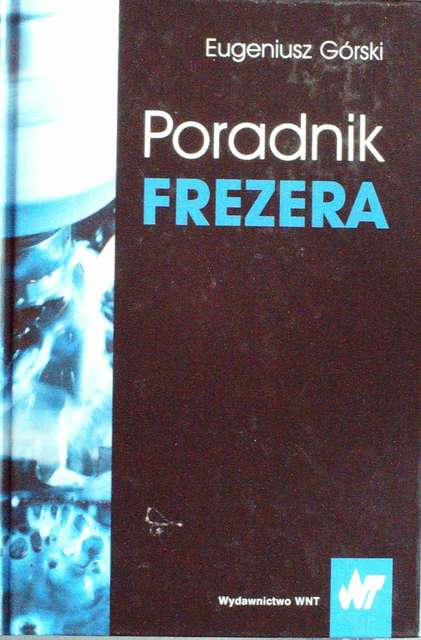 Eugeniusz Górski
Poradnik
FREZERA
Wydawnictwo WNT
WNT